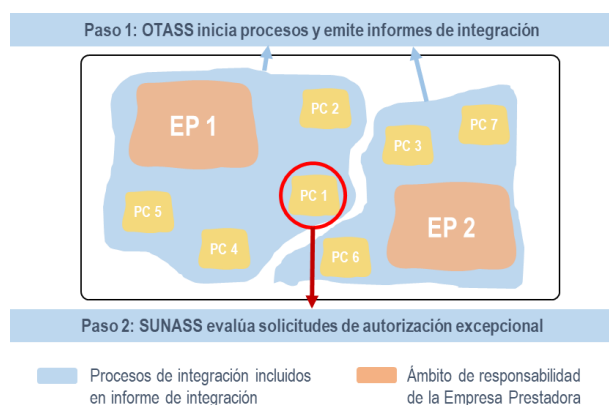 Paso 1: OTASS inicia procesos y emite informes de integración
EP 1
PC 2
PC 7
PC 3
PC 1
PC 5
EP 2
PC 4
PC 6
Paso 2: SUNASS evalúa solicitudes de autorización excepcional
Procesos de integración incluidos
en informe de integración
Ámbito de responsabilidad
de la Empresa Prestadora